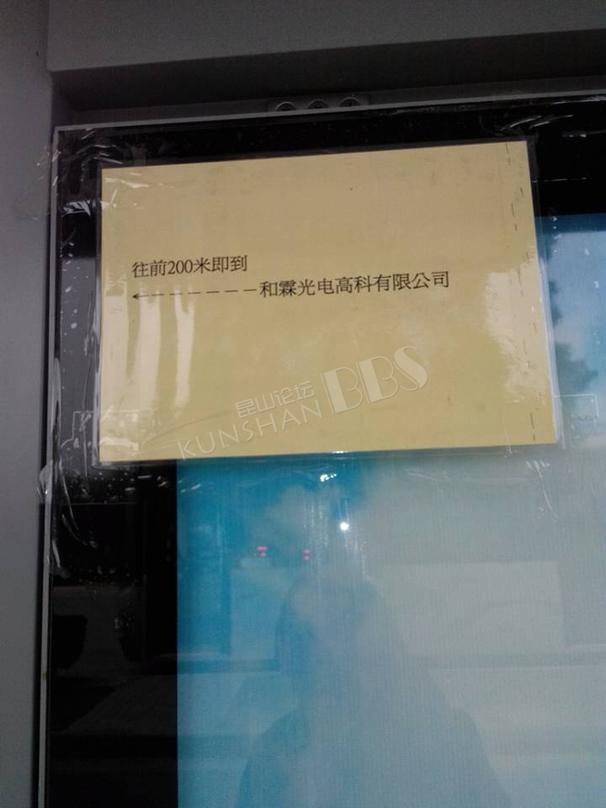 往前200米即到
←-------和霖光电高科有限公司
昆山论坛
KUNSHAN BBS